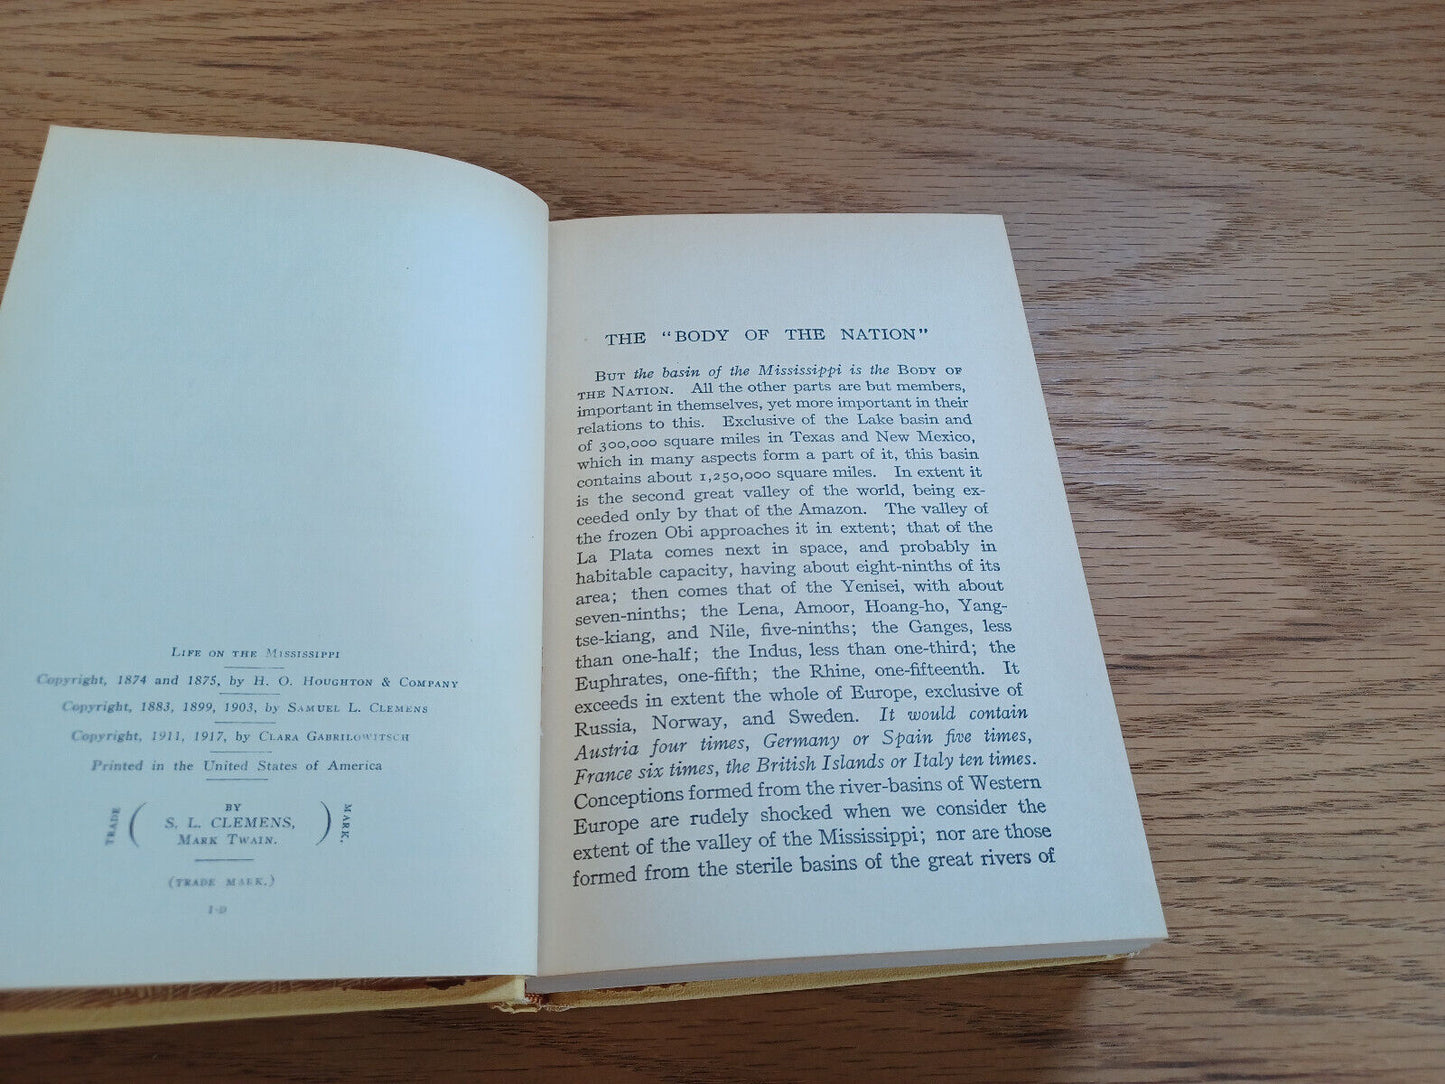 LIFE ON THE MISSISSIPPI
Copyright, 1874 and 1875, by H. O. HOUGHTON & COMPANY
Copyright, 1883, 1899, 1903, by SAMUEL L. CLEMENS
Copyright, 1911, 1917, by CLARA GABRILOWITSCH
Printed in the United States of America
TRADE ( BY ) MARK.
S. L. CLEMENS,
MARK TWAIN.
(TRADE MARK.)
I-D
THE “BODY OF THE NATION”
BUT the basin of the Mississippi is the BODY OF
THE NATION. All the other parts are but members,
important in themselves, yet more important in their
relations to this. Exclusive of the Lake basin and
of 300,000 square miles in Texas and New Mexico,
which in many aspects form a part of it, this basin
contains about 1,250,000 square miles. In extent it
is the second great valley of the world, being ex-
ceeded only by that of the Amazon. The valley of
the frozen Obi approaches it in extent; that of the
La Plata comes next in space, and probably in
habitable capacity, having about eight-ninths of its
area; then comes that of the Yenisei, with about
seven-ninths; the Lena, Amoor, Hoang-ho, Yang-
tse-kiang, and Nile, five-ninths; the Ganges, less
than one-half; the Indus, less than one-third; the
Euphrates, one-fifth; the Rhine, one-fifteenth. It
exceeds in extent the whole of Europe, exclusive of
Russia, Norway, and Sweden. It would contain
Austria four times, Germany or Spain five times,
France six times, the British Islands or Italy ten times.
Conceptions formed from the river-basins of Western
Europe are rudely shocked when we consider the
extent of the valley of the Mississippi; nor are those
formed from the sterile basins of the great rivers of